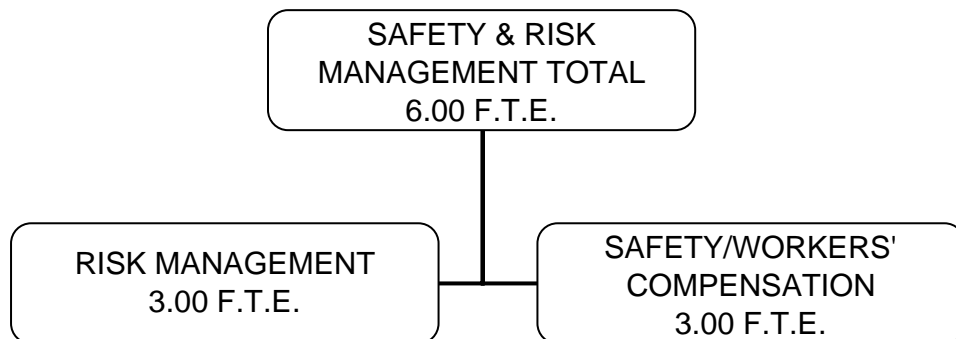 SAFETY & RISK
MANAGEMENT TOTAL
6.00 F.T.E.
RISK MANAGEMENT
3.00 F.T.E.
SAFETY/WORKERS'
COMPENSATION
3.00 F.T.E.